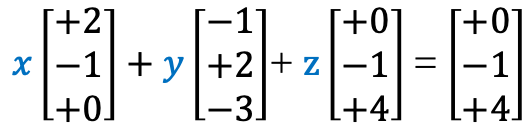 x [+2 −1 +0] + y [−1 +2 −3] + z [+0 −1 +4] = [+0 −1 +4]